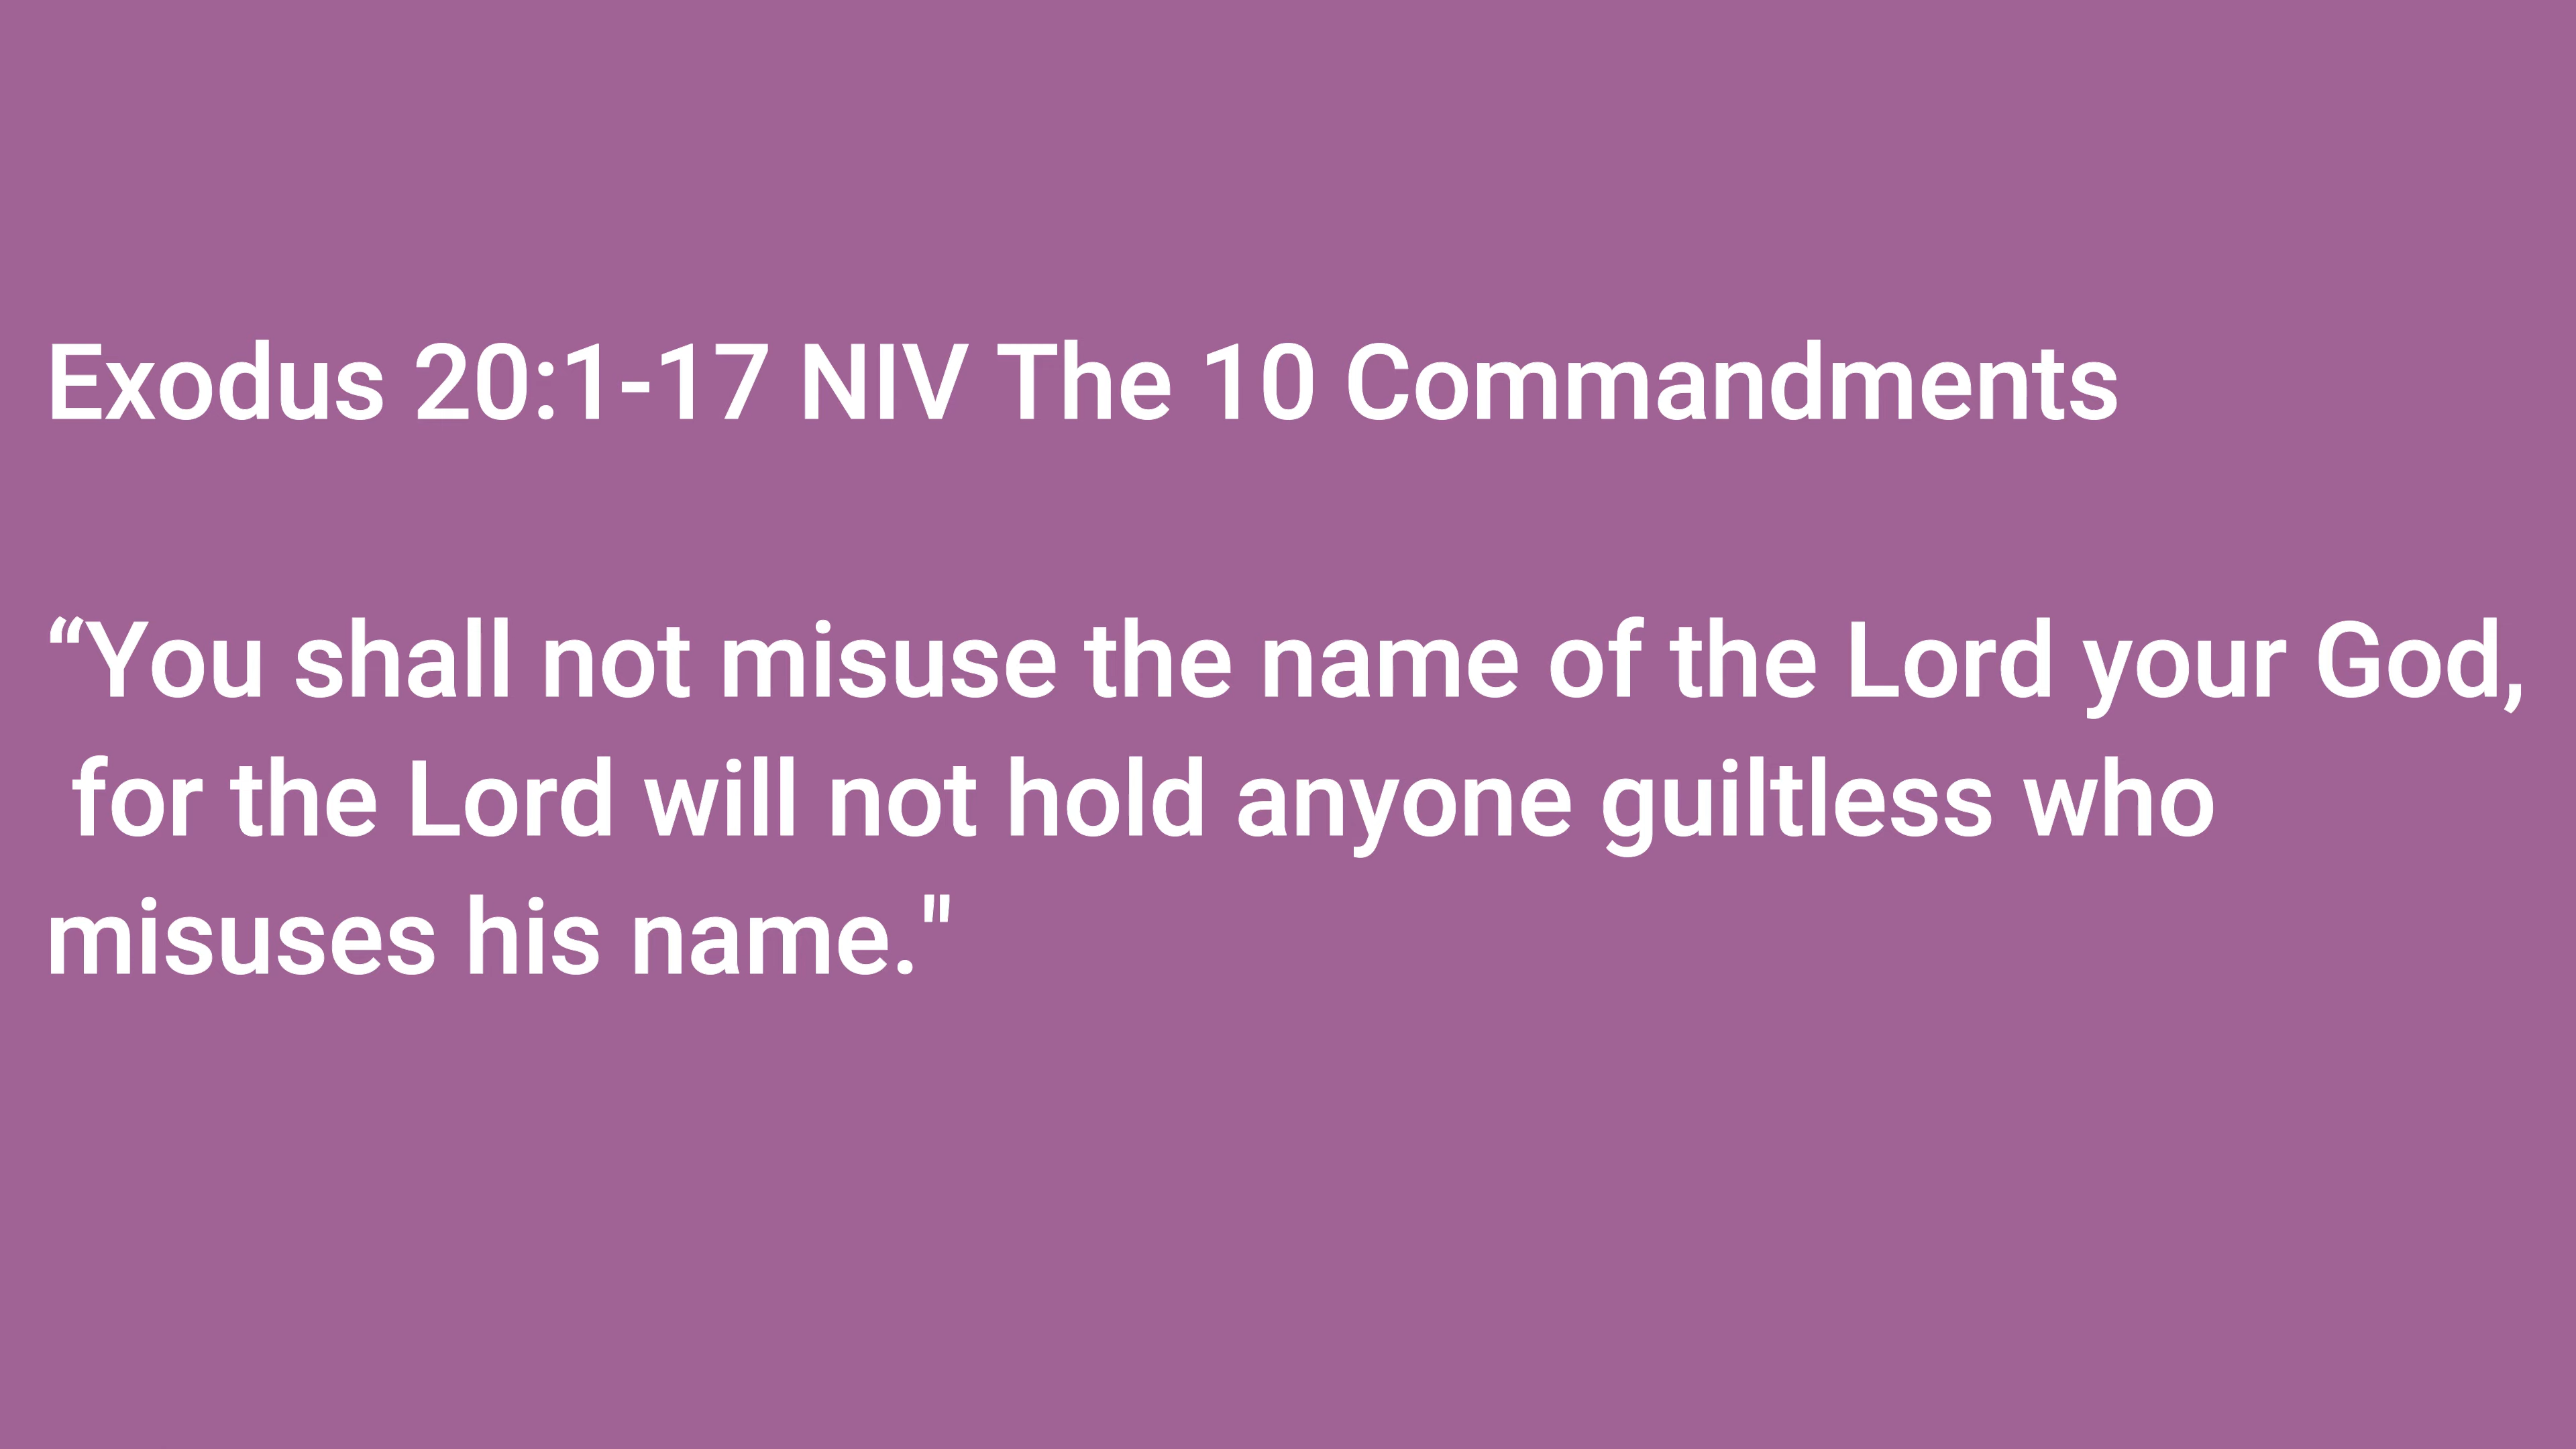 Exodus 20:1-17 NIV The 10 Commandments
“You shall not misuse the name of the Lord your God,
for the Lord will not hold anyone guiltless who
misuses his name."